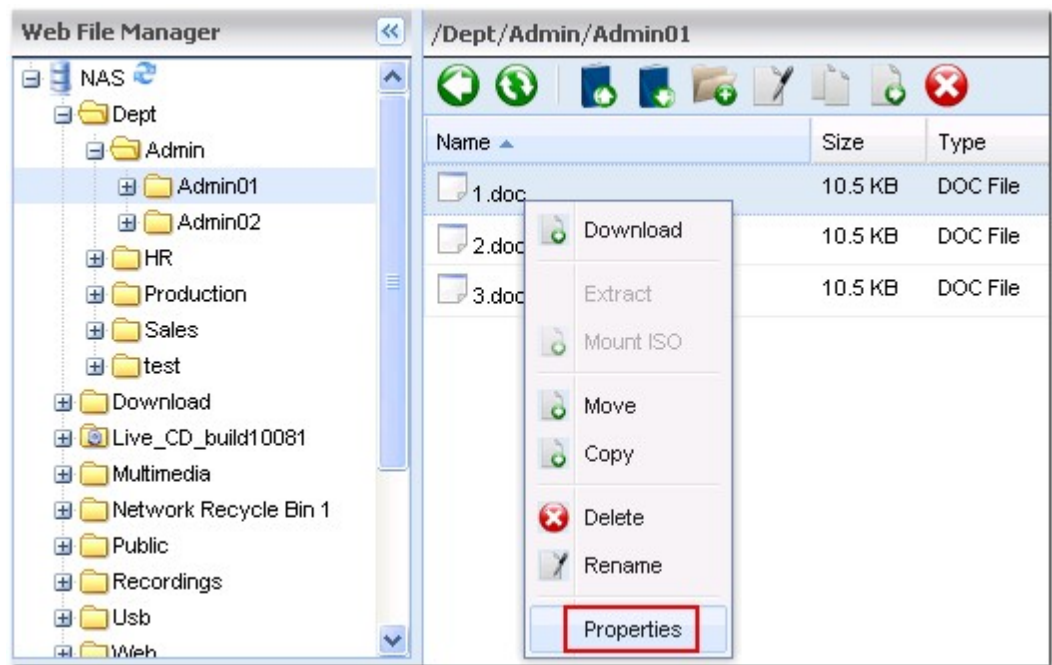 Web File Manager
NAS
Dept
Admin
Admin01
Admin02
HR
Production
Sales
test
Download
Live_CD_build10081
Multimedia
Network Recycle Bin 1
Public
Recordings
Usb
Web
/Dept/Admin/Admin01
Name Size Type
1.doc 10.5 KB DOC File
2.doc 10.5 KB DOC File
3.doc 10.5 KB DOC File
Download
Extract
Mount ISO
Move
Copy
Delete
Rename
Properties